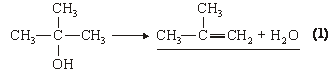 CH₃ CH₃
CH₃—C—CH₃ ⟶ CH₃—C═CH₂ + H₂O (1)
OH